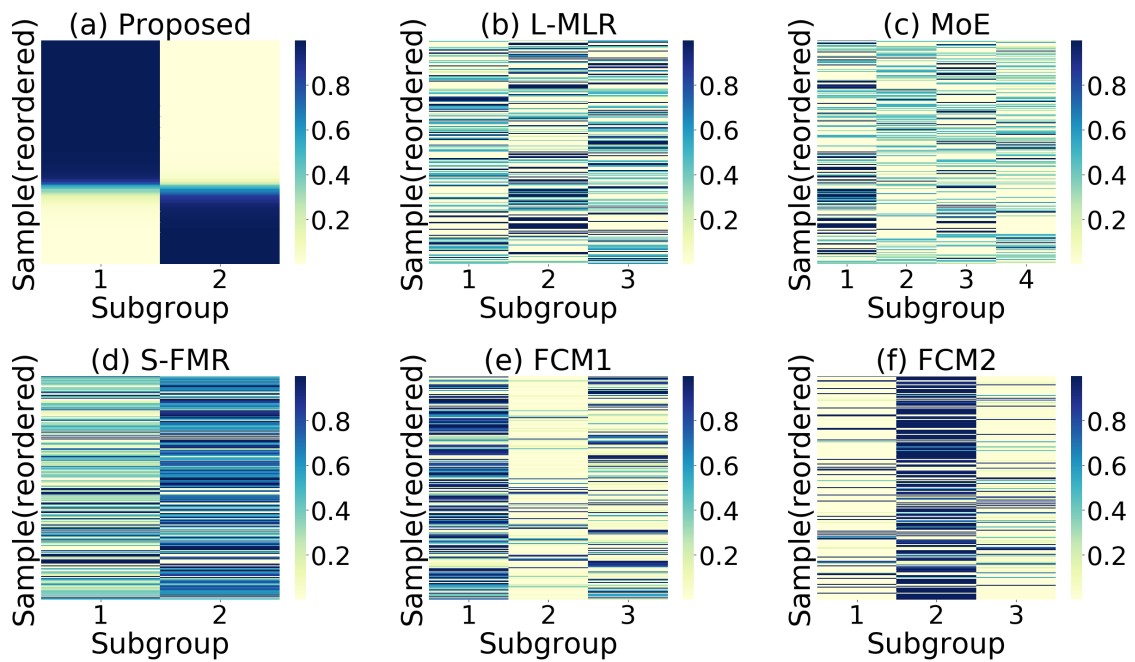 (a) Proposed
Sample(reordered)
0.8
0.6
0.4
0.2
1 2
Subgroup
(b) L-MLR
Sample(reordered)
0.8
0.6
0.4
0.2
1 2 3
Subgroup
(c) MoE
Sample(reordered)
0.8
0.6
0.4
0.2
1 2 3 4
Subgroup
(d) S-FMR
Sample(reordered)
0.8
0.6
0.4
0.2
1 2
Subgroup
(e) FCM1
Sample(reordered)
0.8
0.6
0.4
0.2
1 2 3
Subgroup
(f) FCM2
Sample(reordered)
0.8
0.6
0.4
0.2
1 2 3
Subgroup